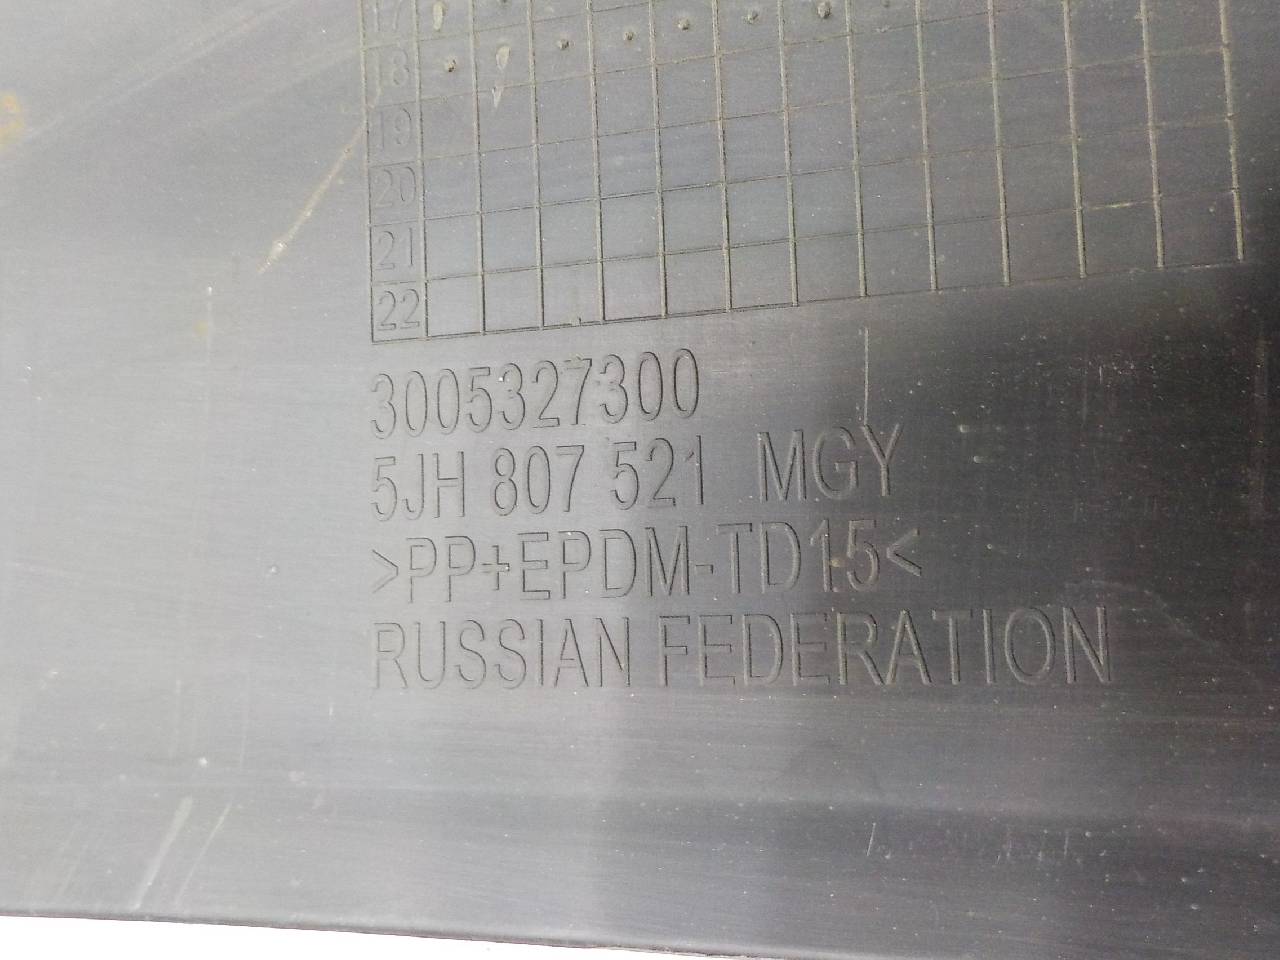 17
18
19
20
21
22
3005327300
5JH 807 521 MGY
>PP+EPDM-TD15<
RUSSIAN FEDERATION